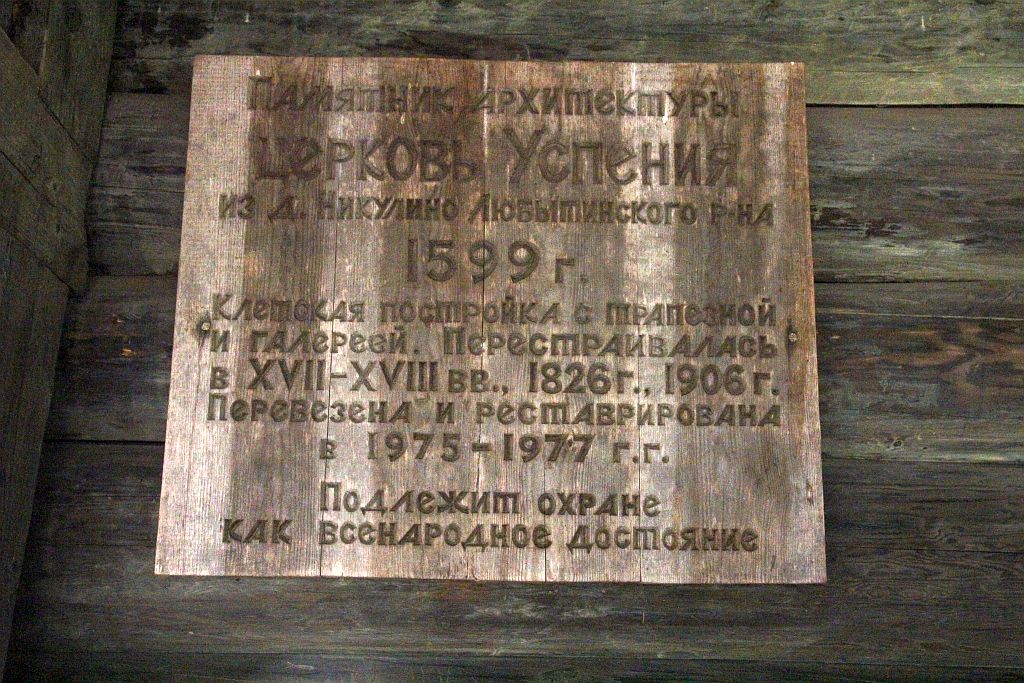 Памятник архитектуры
Церковь Успения
из д. Никулино Любытинского р-на
1599 г.
Клетская постройка с трапезной
и галереей. Перестраивалась
в XVII-XVIII вв., 1826 г., 1906 г.
Перевезена и реставрирована
в 1975-1977 г.г.
Подлежит охране
как всенародное достояние